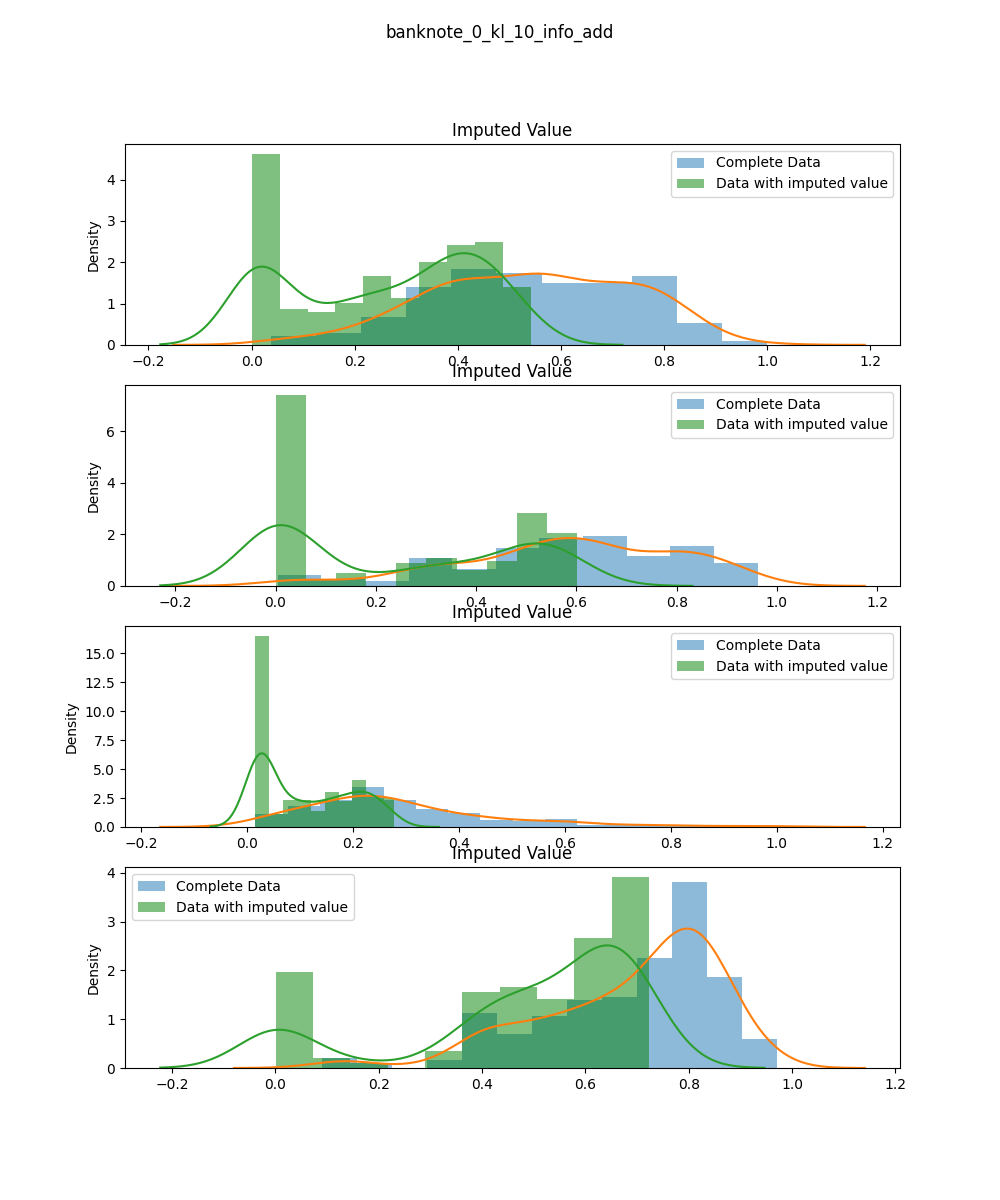 banknote_0_kl_10_info_add
Imputed Value
Complete Data
Data with imputed value
Density
4
3
2
1
0
−0.2 0.0 0.2 0.4 0.6 0.8 1.0 1.2
Imputed Value
Complete Data
Data with imputed value
Density
6
4
2
0
−0.2 0.0 0.2 0.4 0.6 0.8 1.0 1.2
Imputed Value
Complete Data
Data with imputed value
Density
15.0
12.5
10.0
7.5
5.0
2.5
0.0
−0.2 0.0 0.2 0.4 0.6 0.8 1.0 1.2
Imputed Value
Complete Data
Data with imputed value
Density
4
3
2
1
0
−0.2 0.0 0.2 0.4 0.6 0.8 1.0 1.2